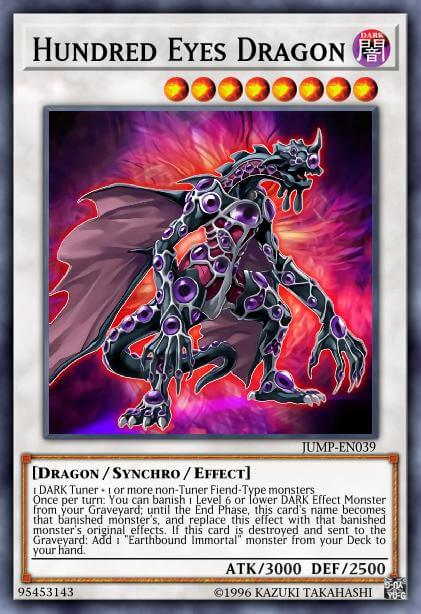 HUNDRED EYES DRAGON
DARK
闇
JUMP-EN039
[DRAGON / SYNCHRO / EFFECT]
1 DARK Tuner + 1 or more non-Tuner Fiend-Type monsters
Once per turn: You can banish 1 Level 6 or lower DARK Effect Monster
from your Graveyard; until the End Phase, this card's name becomes
that banished monster's, and replace this effect with that banished
monster's original effects. If this card is destroyed and sent to the
Graveyard: Add 1 "Earthbound Immortal" monster from your Deck to
your hand.
ATK/3000 DEF/2500
95453143
©1996 KAZUKI TAKAHASHI